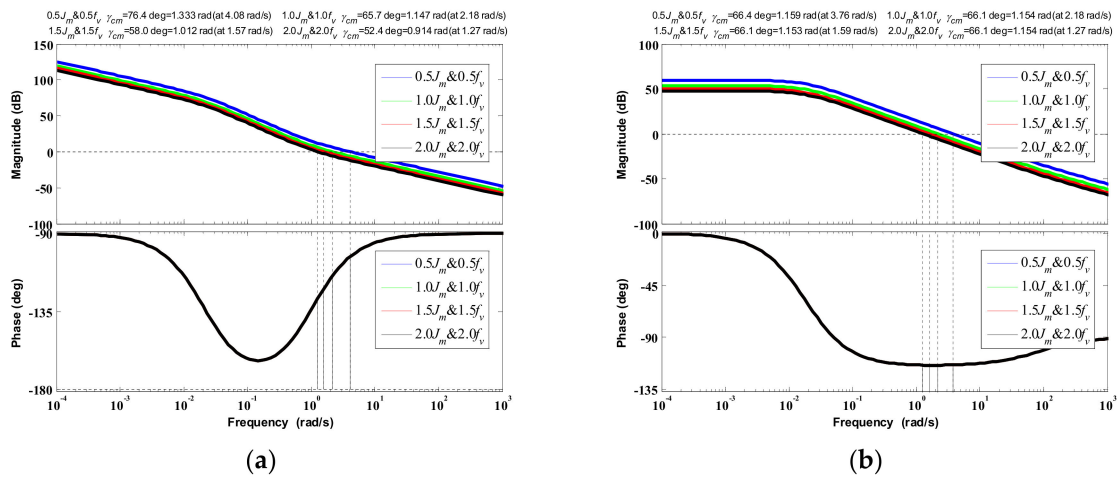 0.5J_m&0.5f_v γ_cm=76.4 deg=1.333 rad(at 4.08 rad/s) 1.0J_m&1.0f_v γ_cm=65.7 deg=1.147 rad(at 2.18 rad/s)
1.5J_m&1.5f_v γ_cm=58.0 deg=1.012 rad(at 1.57 rad/s) 2.0J_m&2.0f_v γ_cm=52.4 deg=0.914 rad(at 1.27 rad/s)
150
100
50
0
-50
-100
Magnitude (dB)
0.5J_m&0.5f_v
1.0J_m&1.0f_v
1.5J_m&1.5f_v
2.0J_m&2.0f_v
-90
-135
-180
Phase (deg)
0.5J_m&0.5f_v
1.0J_m&1.0f_v
1.5J_m&1.5f_v
2.0J_m&2.0f_v
10^-4 10^-3 10^-2 10^-1 10^0 10^1 10^2 10^3
Frequency (rad/s)
(a)
0.5J_m&0.5f_v γ_cm=66.4 deg=1.159 rad(at 3.76 rad/s) 1.0J_m&1.0f_v γ_cm=66.1 deg=1.154 rad(at 2.18 rad/s)
1.5J_m&1.5f_v γ_cm=66.1 deg=1.153 rad(at 1.59 rad/s) 2.0J_m&2.0f_v γ_cm=66.1 deg=1.154 rad(at 1.27 rad/s)
100
50
0
50
100
Magnitude (dB)
0.5J_m&0.5f_v
1.0J_m&1.0f_v
1.5J_m&1.5f_v
2.0J_m&2.0f_v
0
-45
-90
-135
Phase (deg)
0.5J_m&0.5f_v
1.0J_m&1.0f_v
1.5J_m&1.5f_v
2.0J_m&2.0f_v
10^-4 10^-3 10^-2 10^-1 10^0 10^1 10^2 10^3
Frequency (rad/s)
(b)